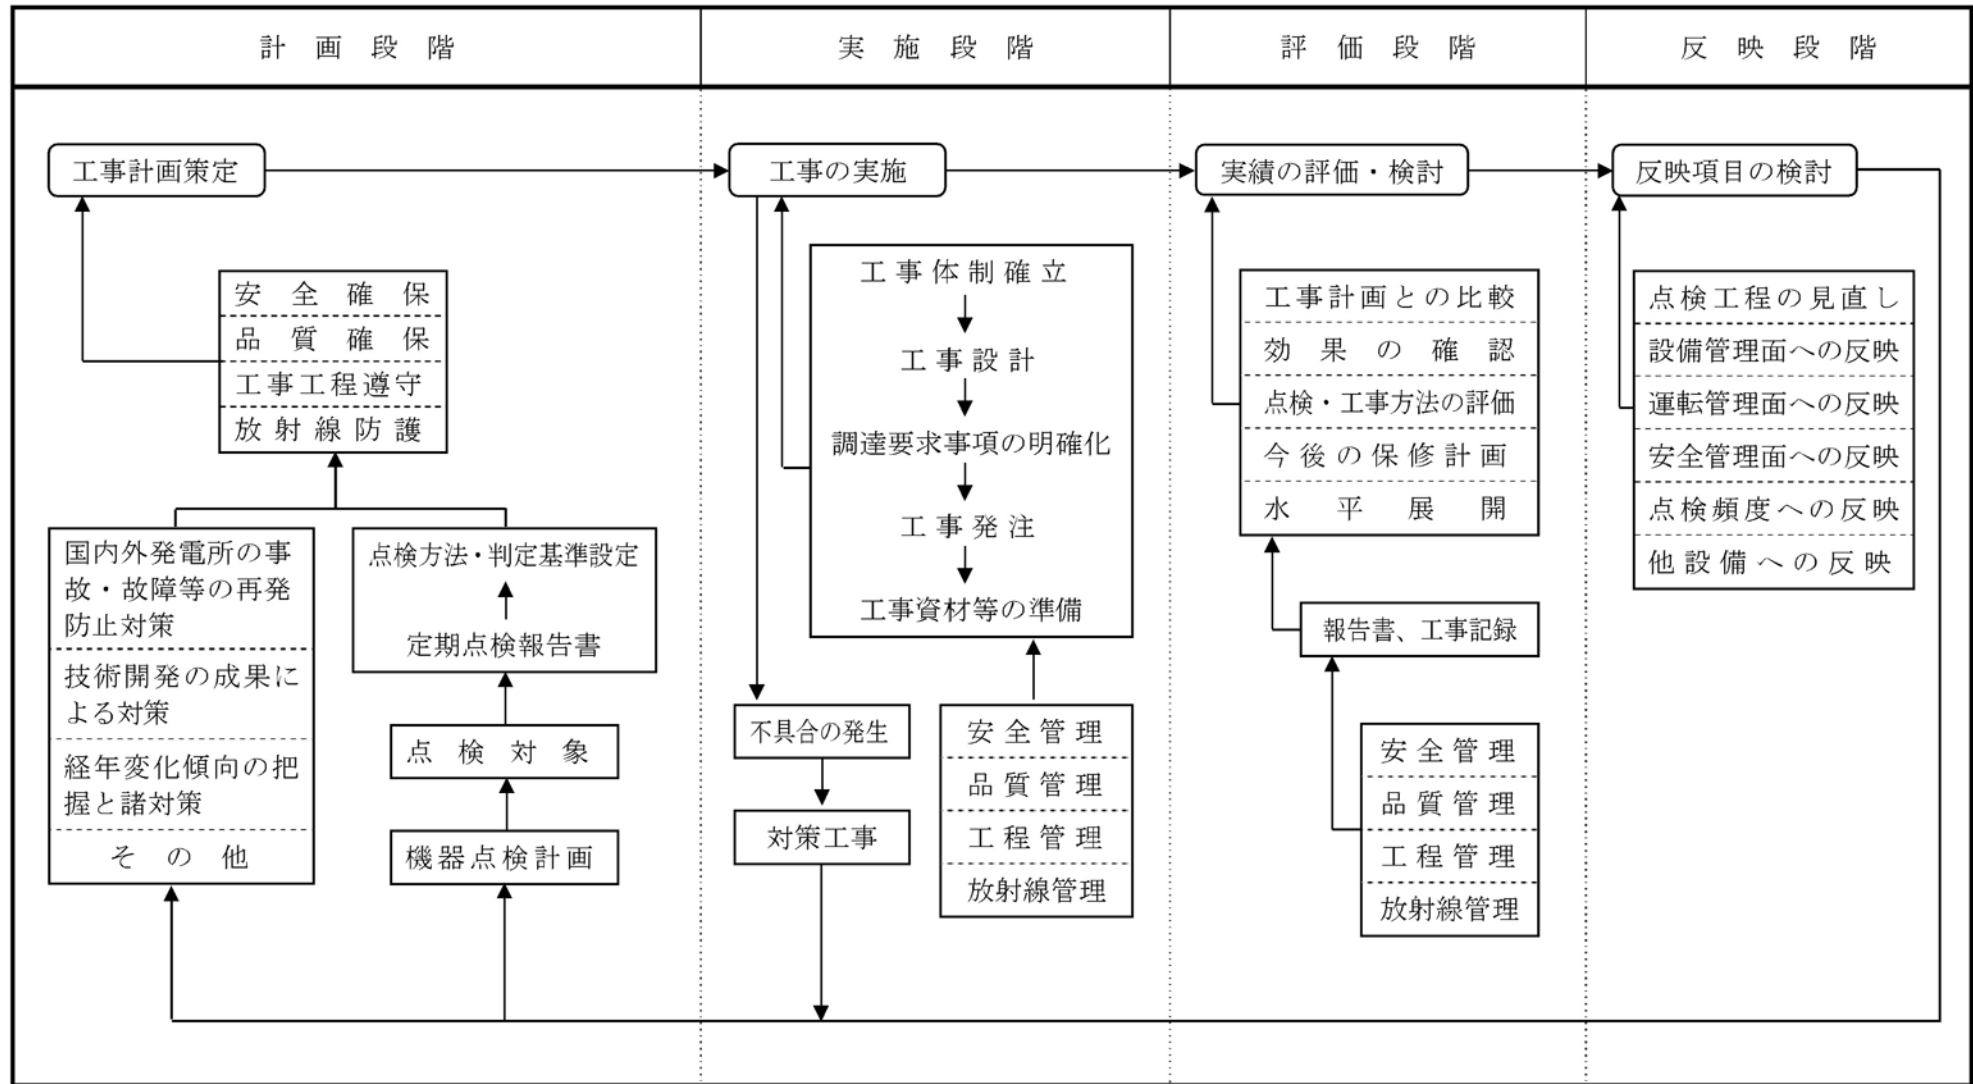 計画段階
実施段階
評価段階
反映段階
工事計画策定
安全確保
品質確保
工事工程遵守
放射線防護
国内外発電所の事
故・故障等の再発
防止対策
技術開発の成果に
よる対策
経年変化傾向の把
握と諸対策
その他
点検方法・判定基準設定
定期点検報告書
点検対象
機器点検計画
工事の実施
工事体制確立
工事設計
調達要求事項の明確化
工事発注
工事資材等の準備
不具合の発生
対策工事
安全管理
品質管理
工程管理
放射線管理
実績の評価・検討
工事計画との比較
効果の確認
点検・工事方法の評価
今後の保修計画
水平展開
報告書、工事記録
安全管理
品質管理
工程管理
放射線管理
反映項目の検討
点検工程の見直し
設備管理面への反映
運転管理面への反映
安全管理面への反映
点検頻度への反映
他設備への反映